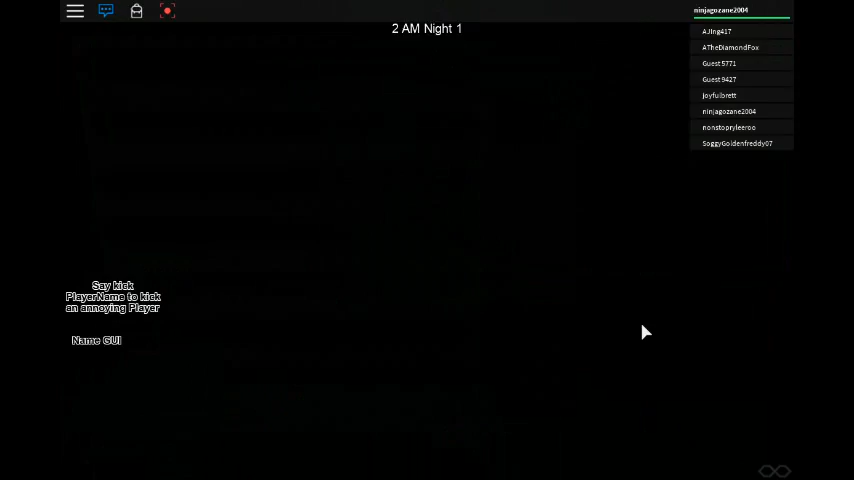 ninjagozane2004
2 AM Night 1
AJIng417
ATheDiamondFox
Guest 5771
Guest 9427
joyfulbrett
ninjagozane2004
nonstopryleeroo
SoggyGoldenfreddy07
Say kick
PlayerName to kick
an annoying Player
Name GUI